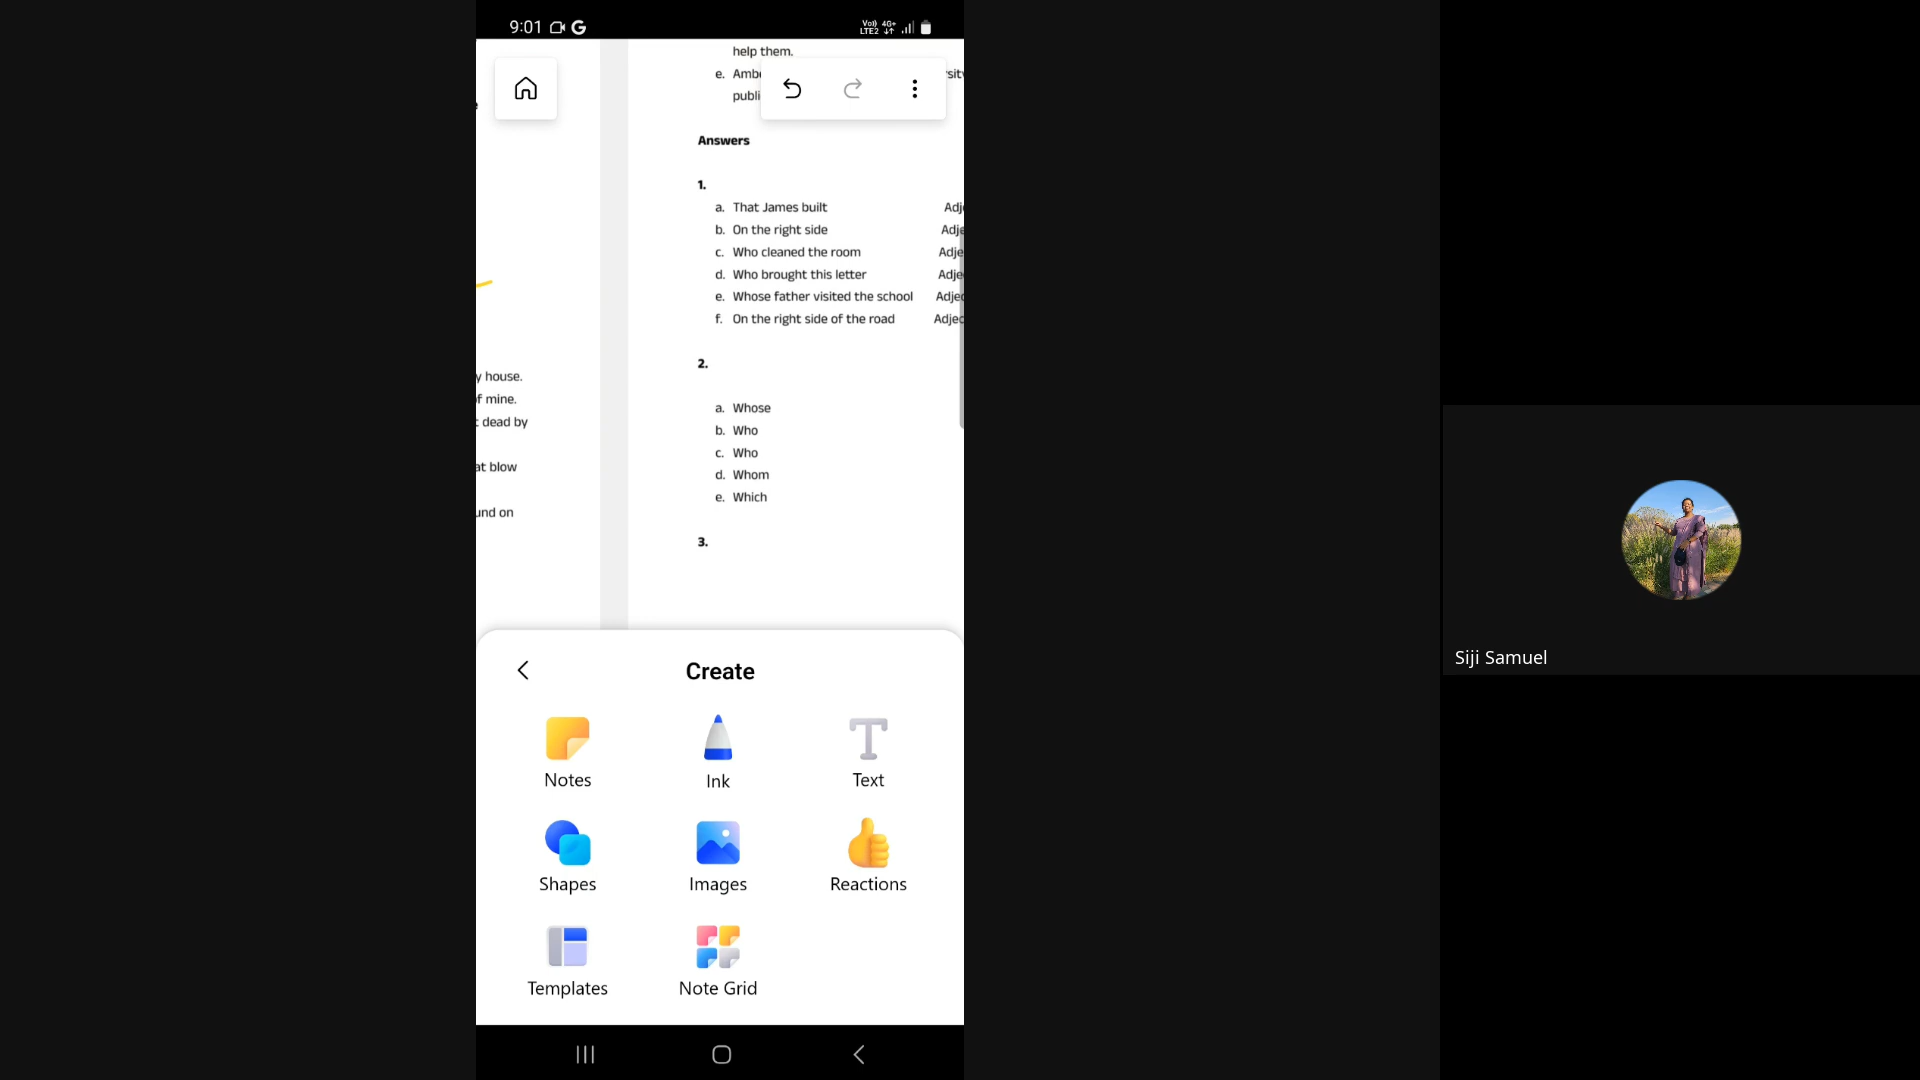 9:01
Vo)) 4G+
LTE2
help them.
e.
publi
Answers
1.
a. That James built
b. On the right side
c. Who cleaned the room
d. Who brought this letter
e. Whose father visited the school
f. On the right side of the road
y house.
f mine.
dead by
at blow
und on
2.
a. Whose
b. Who
c. Who
d. Whom
e. Which
3.
Create
Notes
Ink
Text
Shapes
Images
Reactions
Templates
Note Grid
Siji Samuel